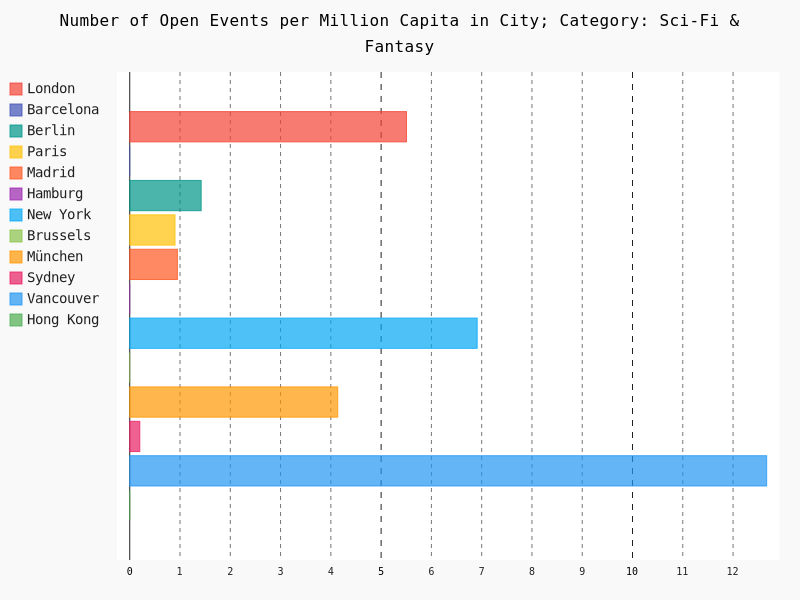 Number of Open Events per Million Capita in City; Category: Sci-Fi &
Fantasy
London
Barcelona
Berlin
Paris
Madrid
Hamburg
New York
Brussels
München
Sydney
Vancouver
Hong Kong
0 1 2 3 4 5 6 7 8 9 10 11 12